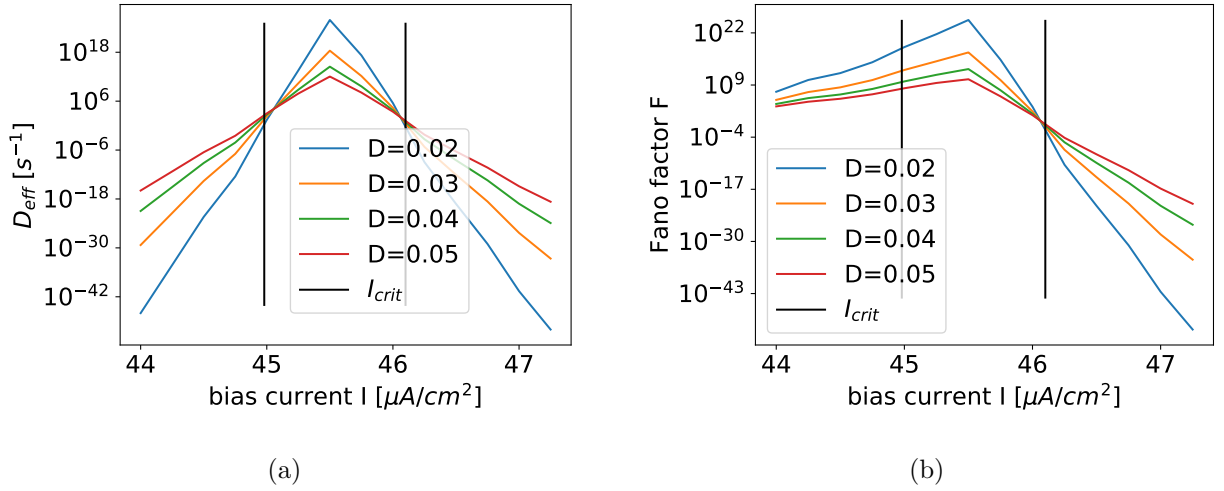 10^18
10^6
10^−6
10^−18
10^−30
10^−42
D_eff [s^−1]
44 45 46 47
bias current I [μA/cm^2]
D=0.02
D=0.03
D=0.04
D=0.05
I_crit
(a)
10^22
10^9
10^−4
10^−17
10^−30
10^−43
Fano factor F
44 45 46 47
bias current I [μA/cm^2]
D=0.02
D=0.03
D=0.04
D=0.05
I_crit
(b)